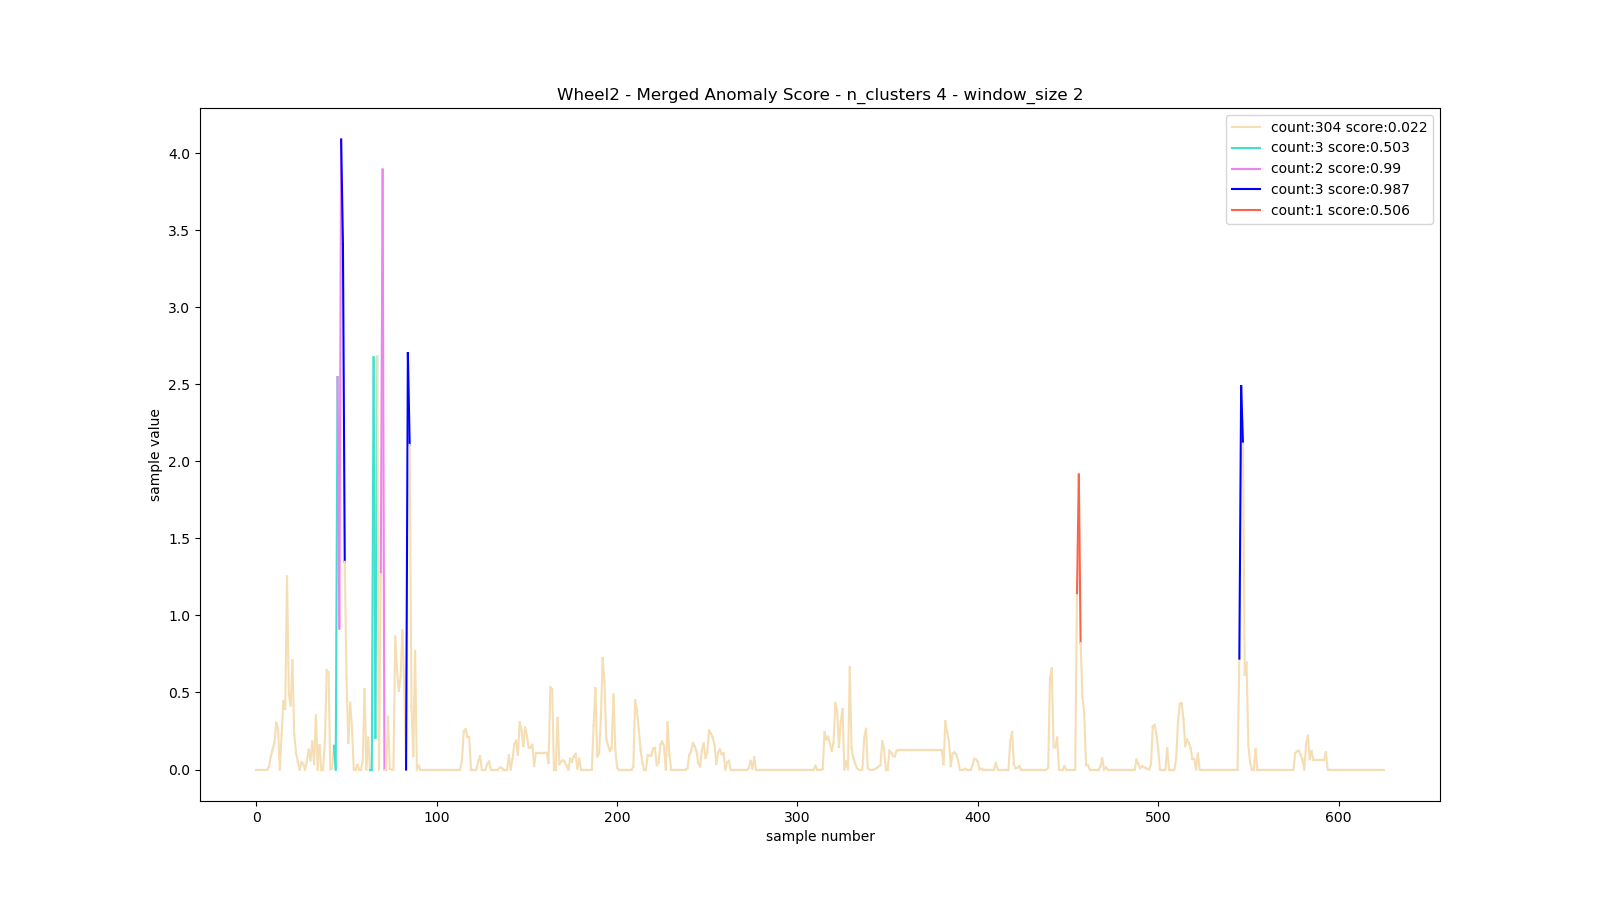 Wheel2 - Merged Anomaly Score - n_clusters 4 - window_size 2
count:304 score:0.022
count:3 score:0.503
count:2 score:0.99
count:3 score:0.987
count:1 score:0.506
sample value
4.0
3.5
3.0
2.5
2.0
1.5
1.0
0.5
0.0
0 100 200 300 400 500 600
sample number